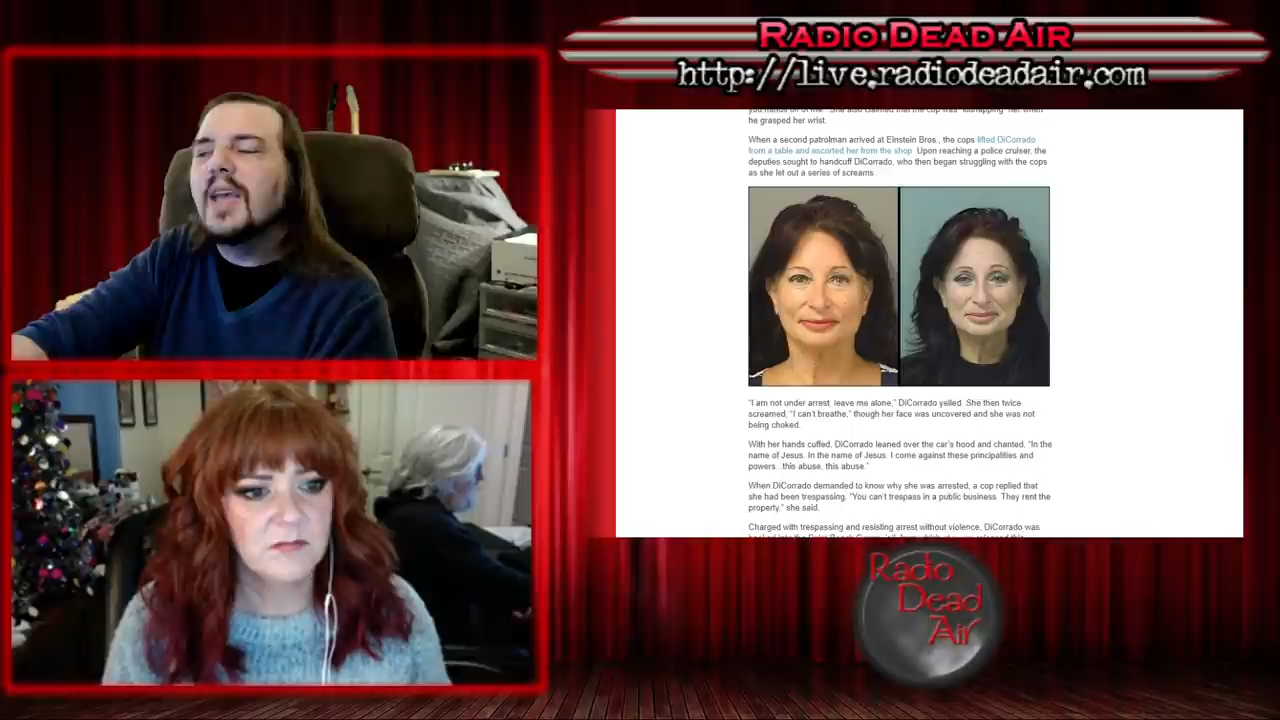 RADIO DEAD AIR
http://live.radiodeadair.com
he grasped her wrist.
When a second patrolman arrived at Einstein Bros., the cops lifted DiCorrado
from a table and escorted her from the shop. Upon reaching a police cruiser, the
deputies sought to handcuff DiCorrado, who then began struggling with the cops
as she let out a series of screams.
"I am not under arrest, leave me alone," DiCorrado yelled. She then twice
screamed, "I can't breathe," though her face was uncovered and she was not
being choked.
With her hands cuffed, DiCorrado leaned over the car's hood and chanted, "In the
name of Jesus. In the name of Jesus. I come against these principalities and
powers...this abuse, this abuse."
When DiCorrado demanded to know why she was arrested, a cop replied that
she had been trespassing. "You can't trespass in a public business. They rent the
property," she said.
Charged with trespassing and resisting arrest without violence, DiCorrado was
Radio
Dead
Air